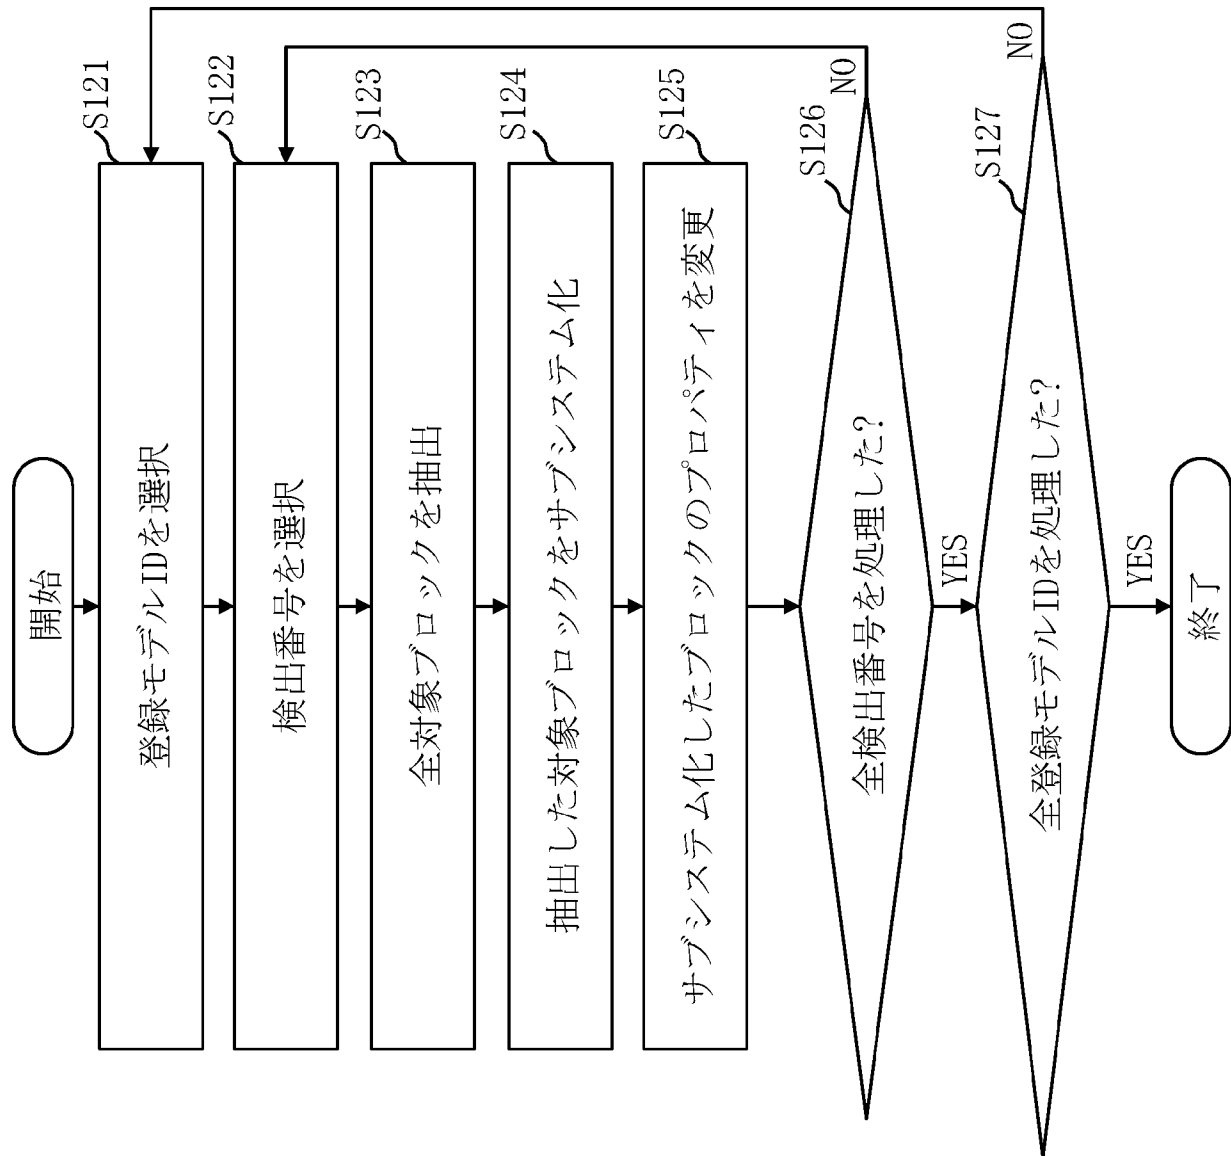 開始
S121
登録モデルIDを選択
S122
検出番号を選択
S123
全対象ブロックを抽出
S124
抽出した対象ブロックをサブシステム化
S125
サブシステム化したブロックのプロパティを変更
S126
全検出番号を処理した?
NO
YES
S127
全登録モデルIDを処理した?
NO
YES
終了